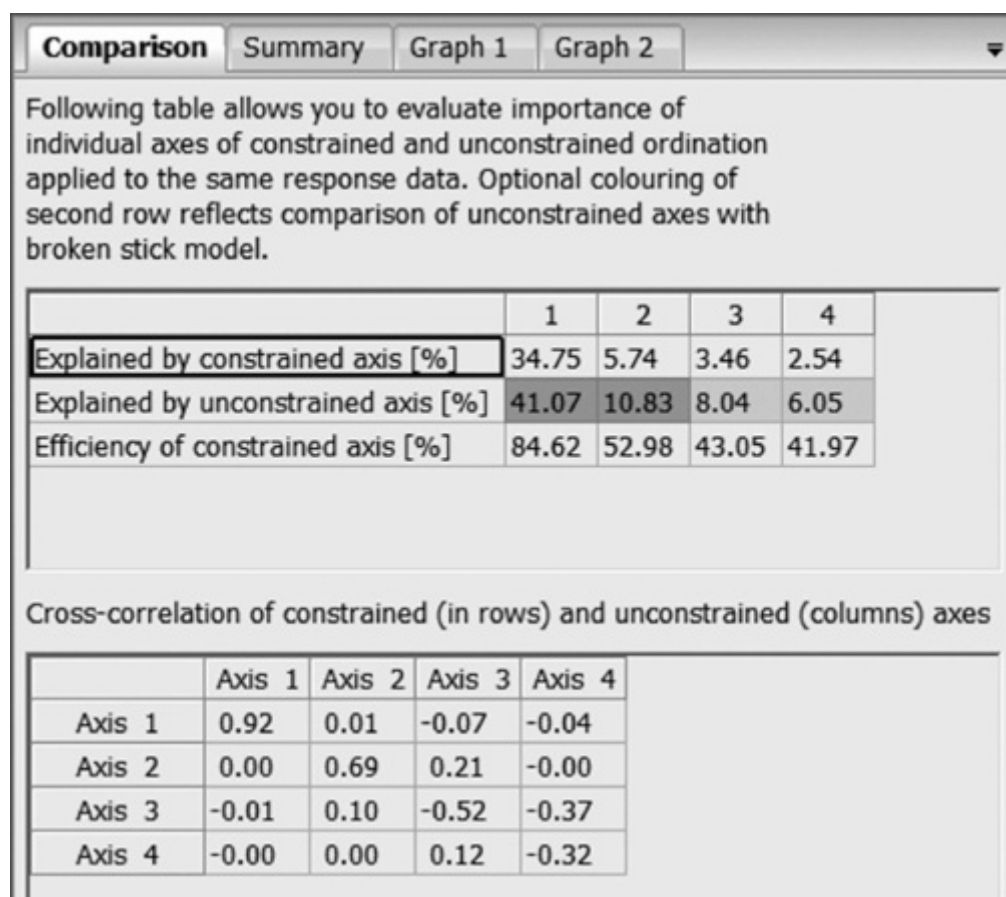 Comparison Summary Graph 1 Graph 2
Following table allows you to evaluate importance of
individual axes of constrained and unconstrained ordination
applied to the same response data. Optional colouring of
second row reflects comparison of unconstrained axes with
broken stick model.
1 2 3 4
Explained by constrained axis [%] 34.75 5.74 3.46 2.54
Explained by unconstrained axis [%] 41.07 10.83 8.04 6.05
Efficiency of constrained axis [%] 84.62 52.98 43.05 41.97
Cross-correlation of constrained (in rows) and unconstrained (columns) axes
Axis 1 Axis 2 Axis 3 Axis 4
Axis 1 0.92 0.01 -0.07 -0.04
Axis 2 0.00 0.69 0.21 -0.00
Axis 3 -0.01 0.10 -0.52 -0.37
Axis 4 -0.00 0.00 0.12 -0.32